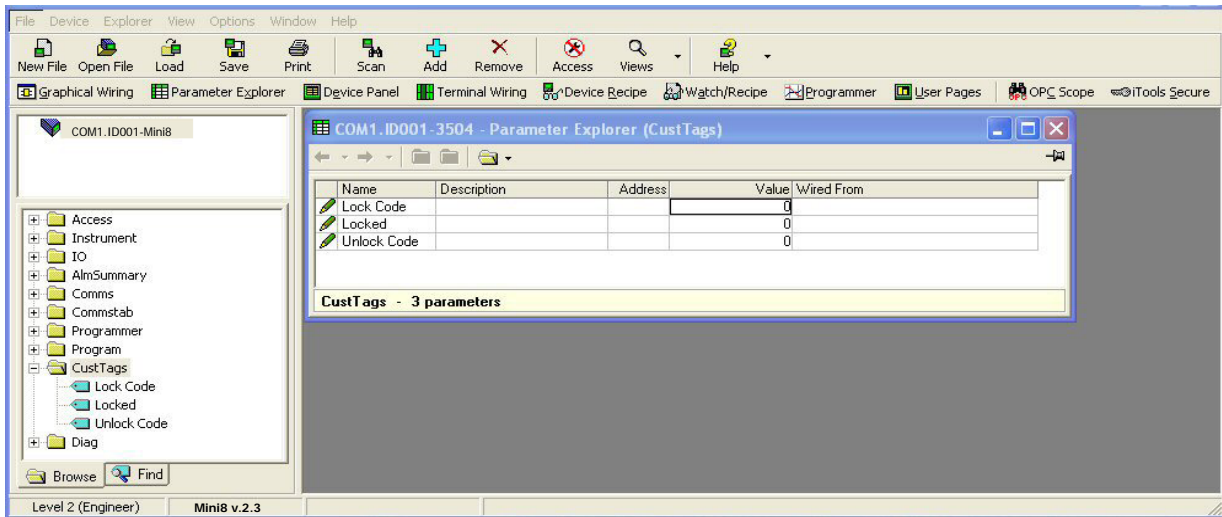 File Device Explorer View Options Window Help
New File Open File Load Save Print Scan Add Remove Access Views Help
Graphical Wiring Parameter Explorer Device Panel Terminal Wiring Device Recipe Watch/Recipe Programmer User Pages OPC Scope iTools Secure
COM1.ID001-Mini8
COM1.ID001-3504 - Parameter Explorer (CustTags)
Name Description Address Value Wired From
Lock Code 0
Locked 0
Unlock Code 0
CustTags - 3 parameters
Access
Instrument
IO
AlmSummary
Comms
Commstab
Programmer
Program
CustTags
Lock Code
Locked
Unlock Code
Diag
Browse Find
Level 2 (Engineer) Mini8 v.2.3